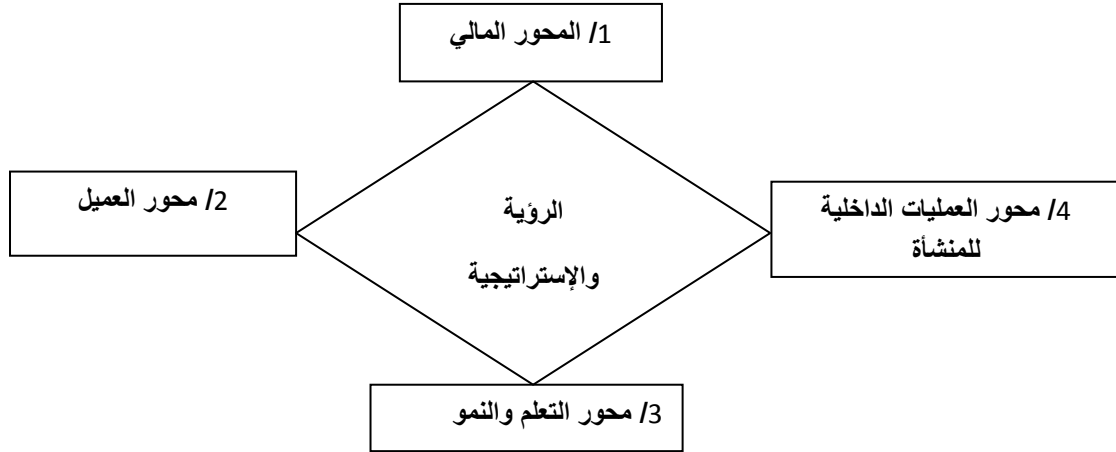 1/ المحور المالي
2/ محور العميل
الرؤية
والإستراتيجية
4/ محور العمليات الداخلية
للمنشأة
3/ محور التعلم والنمو